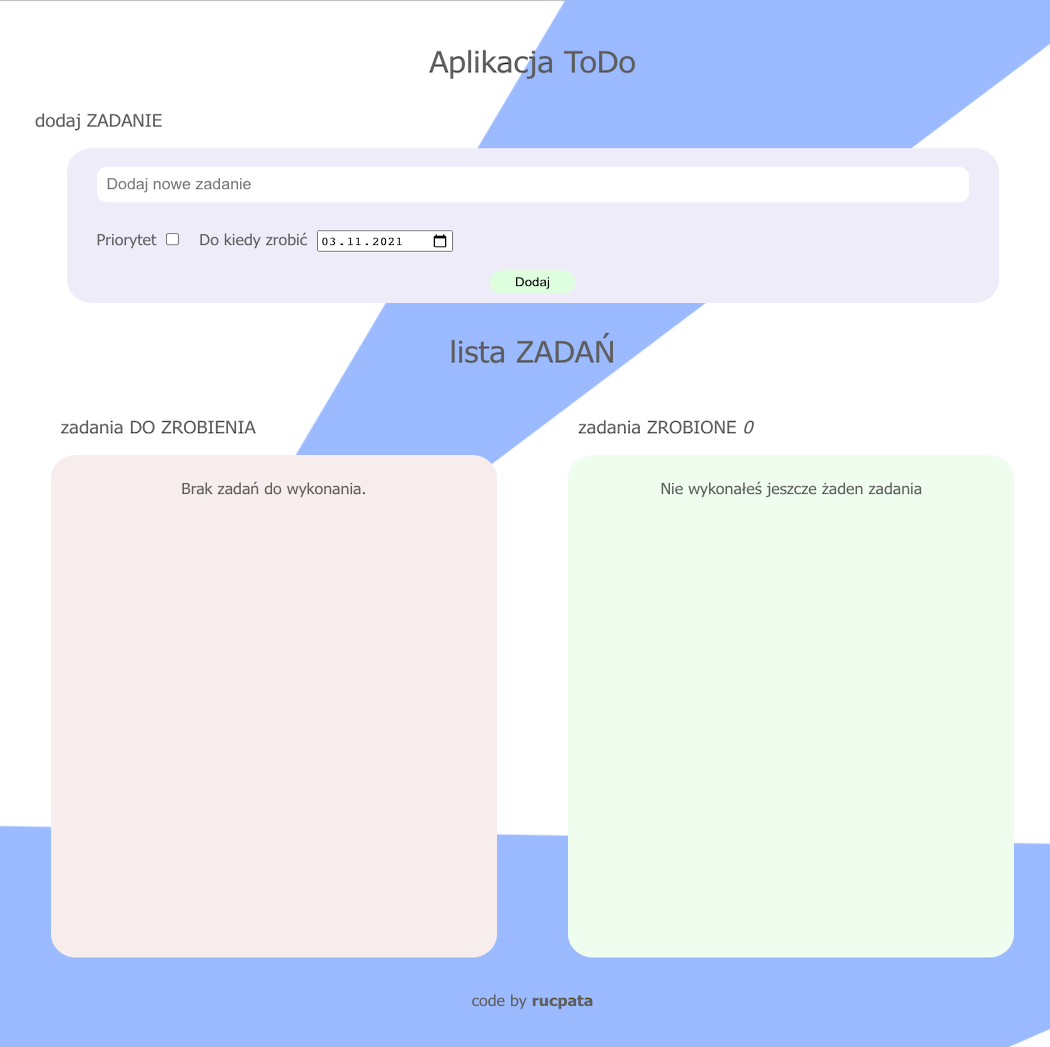 Aplikacja ToDo
dodaj ZADANIE
Dodaj nowe zadanie
Priorytet Do kiedy zrobić 03.11.2021
Dodaj
lista ZADAŃ
zadania DO ZROBIENIA
Brak zadań do wykonania.
zadania ZROBIONE 0
Nie wykonałeś jeszcze żaden zadania
code by rucpata